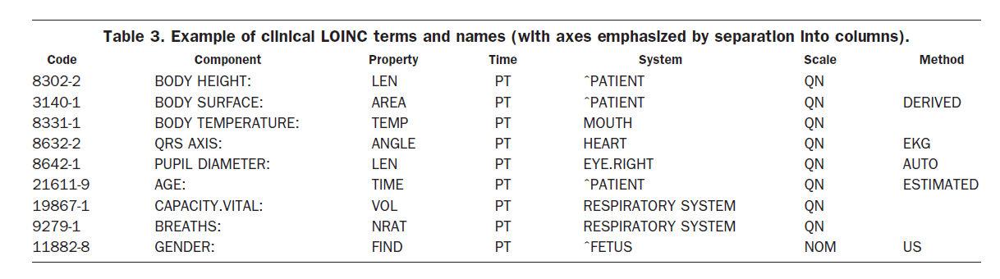 Table 3. Example of clinical LOINC terms and names (with axes emphasized by separation into columns).
Code Component Property Time System Scale Method
8302-2 BODY HEIGHT: LEN PT ^PATIENT QN
3140-1 BODY SURFACE: AREA PT ^PATIENT QN DERIVED
8331-1 BODY TEMPERATURE: TEMP PT MOUTH QN
8632-2 QRS AXIS: ANGLE PT HEART QN EKG
8642-1 PUPIL DIAMETER: LEN PT EYE.RIGHT QN AUTO
21611-9 AGE: TIME PT ^PATIENT QN ESTIMATED
19867-1 CAPACITY.VITAL: VOL PT RESPIRATORY SYSTEM QN
9279-1 BREATHS: NRAT PT RESPIRATORY SYSTEM QN
11882-8 GENDER: FIND PT ^FETUS NOM US